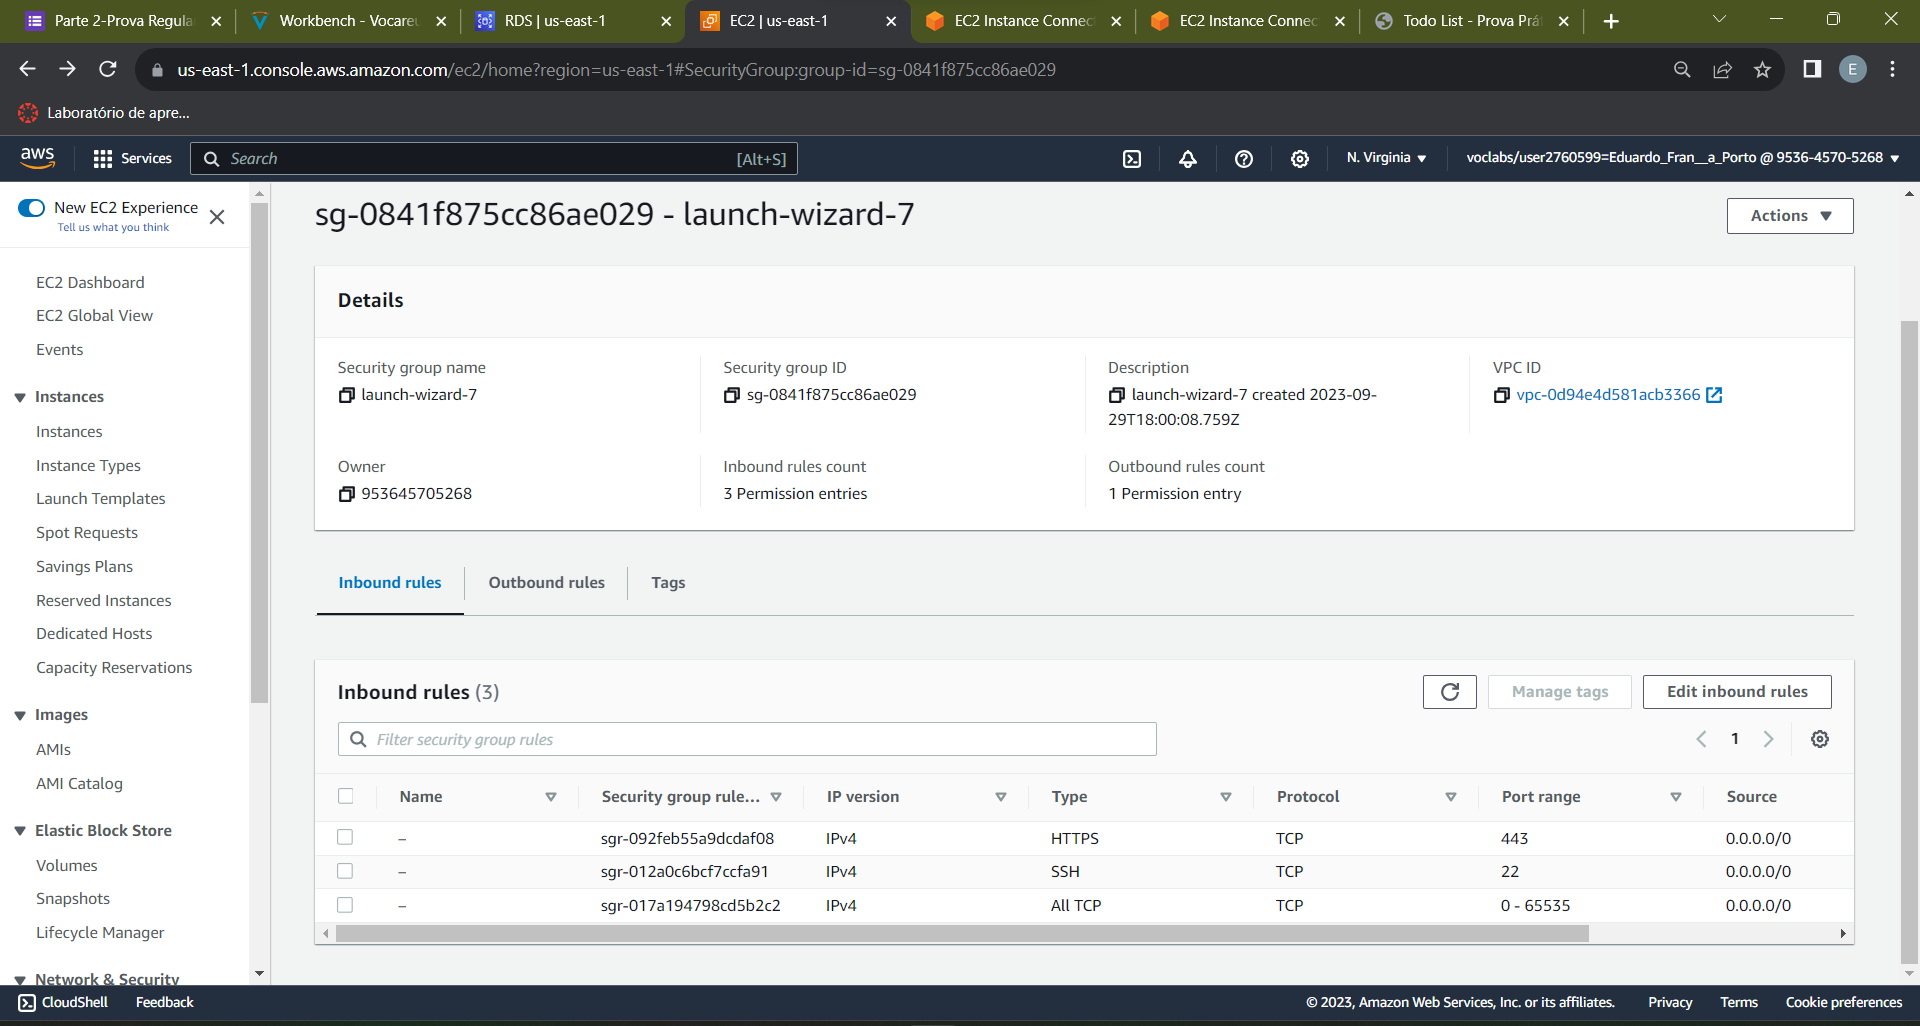 Parte 2-Prova Regula
Workbench - Vocareu
RDS | us-east-1
EC2 | us-east-1
EC2 Instance Connec
EC2 Instance Connec
Todo List - Prova Prá
us-east-1.console.aws.amazon.com/ec2/home?region=us-east-1#SecurityGroup:group-id=sg-0841f875cc86ae029
E
Laboratório de apre...
aws
Services
Search
[Alt+S]
N. Virginia
voclabs/user2760599=Eduardo_Fran__a_Porto @ 9536-4570-5268
New EC2 Experience
Tell us what you think
EC2 Dashboard
EC2 Global View
Events
Instances
Instances
Instance Types
Launch Templates
Spot Requests
Savings Plans
Reserved Instances
Dedicated Hosts
Capacity Reservations
Images
AMIs
AMI Catalog
Elastic Block Store
Volumes
Snapshots
Lifecycle Manager
Network & Security
sg-0841f875cc86ae029 - launch-wizard-7
Actions
Details
Security group name
launch-wizard-7
Security group ID
sg-0841f875cc86ae029
Description
launch-wizard-7 created 2023-09-
29T18:00:08.759Z
VPC ID
vpc-0d94e4d581acb3366
Owner
953645705268
Inbound rules count
3 Permission entries
Outbound rules count
1 Permission entry
Inbound rules
Outbound rules
Tags
Inbound rules (3)
Manage tags
Edit inbound rules
Filter security group rules
1
Name Security group rule... IP version Type Protocol Port range Source
– sgr-092feb55a9dcdaf08 IPv4 HTTPS TCP 443 0.0.0.0/0
– sgr-012a0c6bcf7ccfa91 IPv4 SSH TCP 22 0.0.0.0/0
– sgr-017a194798cd5b2c2 IPv4 All TCP TCP 0 - 65535 0.0.0.0/0
CloudShell
Feedback
© 2023, Amazon Web Services, Inc. or its affiliates.
Privacy
Terms
Cookie preferences